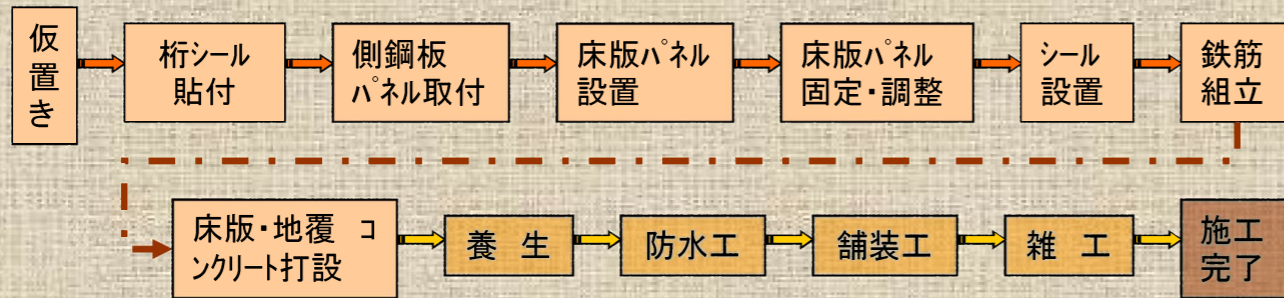 仮置き
桁シール
貼付
側鋼板
パネル取付
床版パネル
設置
床版パネル
固定・調整
シール
設置
鉄筋
組立
床版・地覆 コ
ンクリート打設
養 生
防水工
舗装工
雑 工
施工
完了